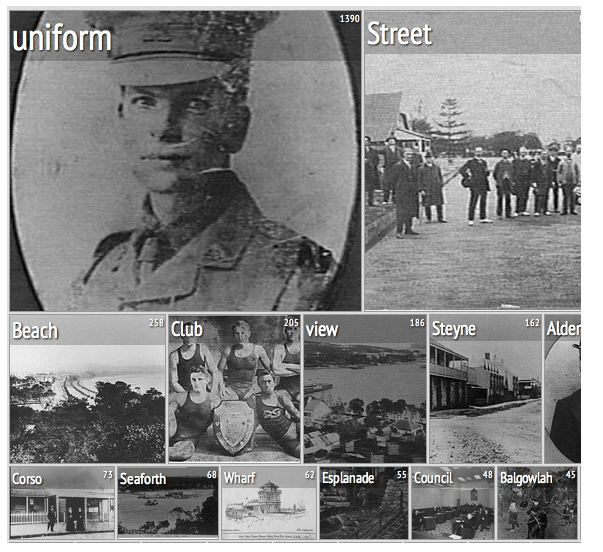 uniform 1390
Street
Beach 258
Club 205
view 186
Steyne 162
Alder
Corso 73
Seaforth 68
Wharf 62
Esplanade 55
Council 48
Balgowlah 45